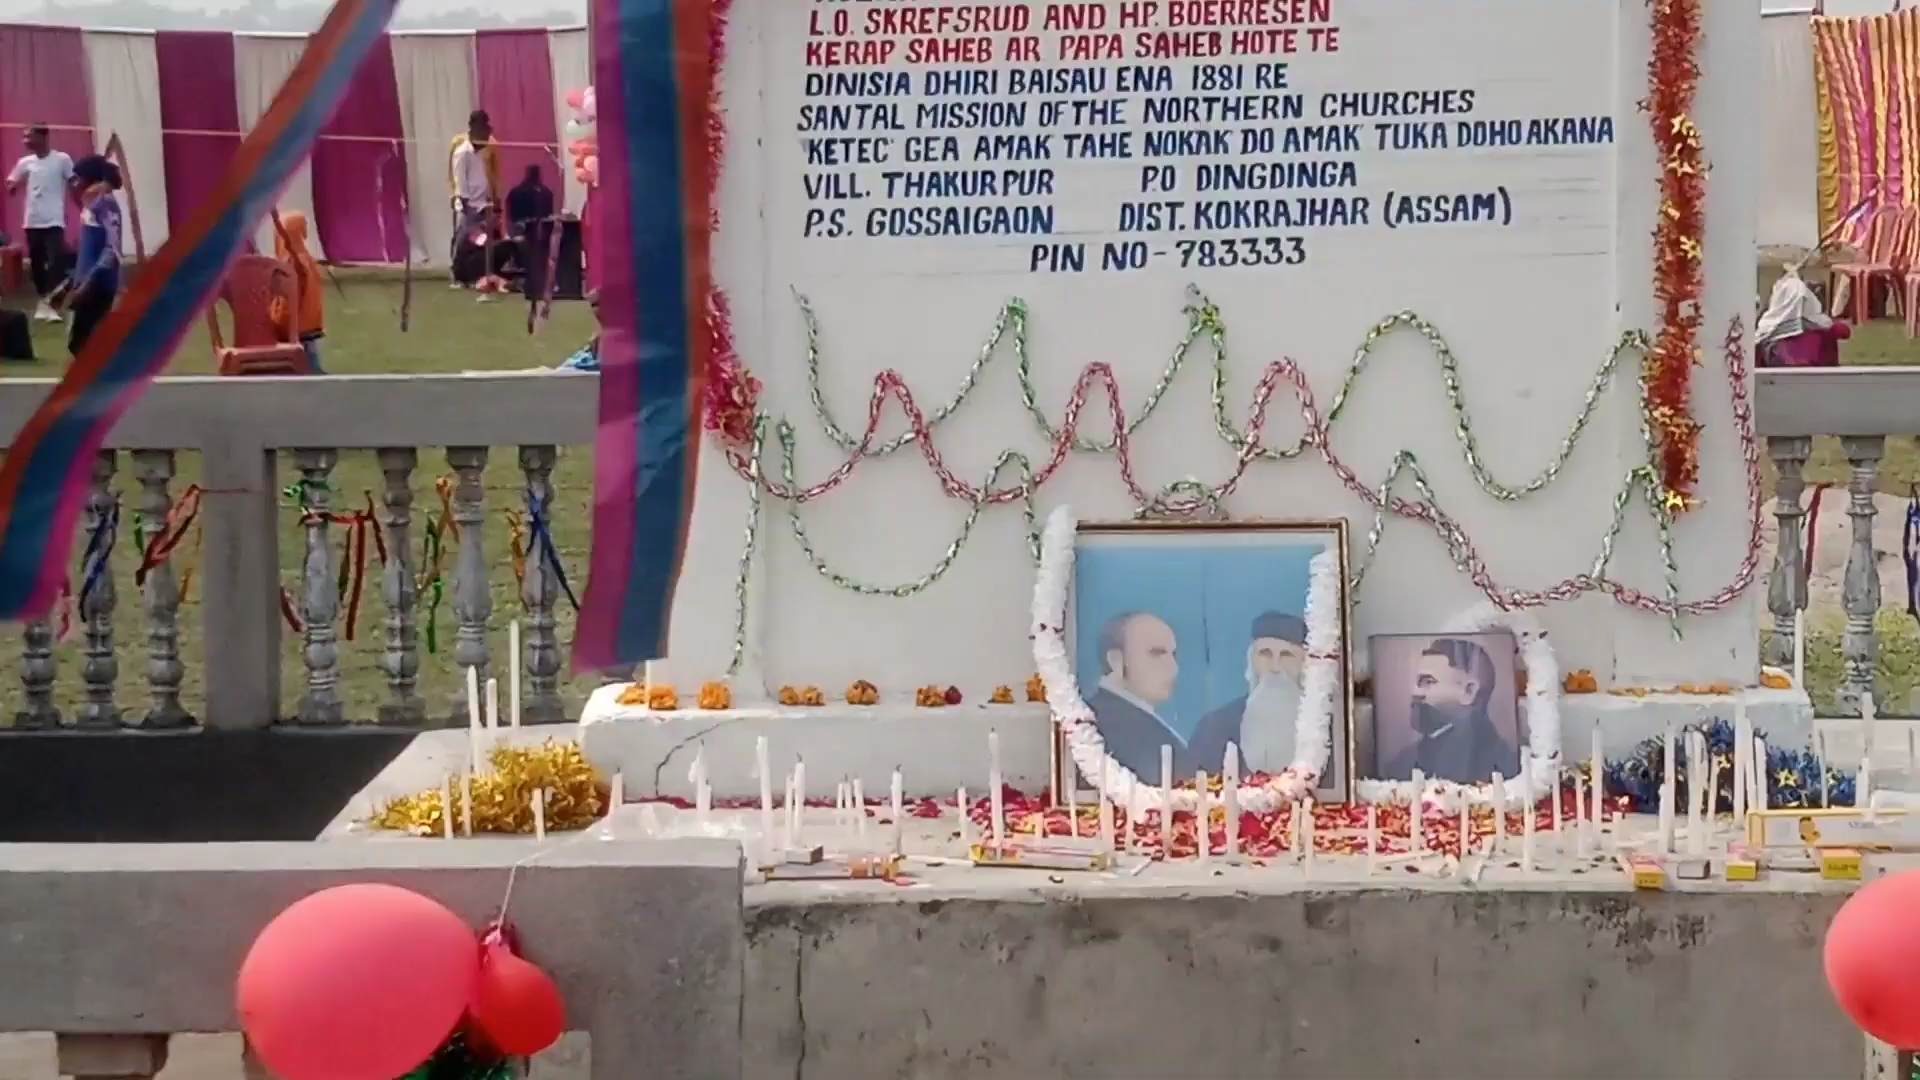 L.O. SKREFSRUD AND HP. BOERRESEN
KERAP SAHEB AR PAPA SAHEB HOTE TE
DINISIA DHIRI BAISAU ENA 1881 RE
SANTAL MISSION OF THE NORTHERN CHURCHES
'KETEC' GEA AMAK' TAHE NOKAK' DO AMAK' TUKA DOHO AKANA
VILL. THAKURPUR P.O DINGDINGA
P.S. GOSSAIGAON DIST. KOKRAJHAR (ASSAM)
PIN NO - 783333